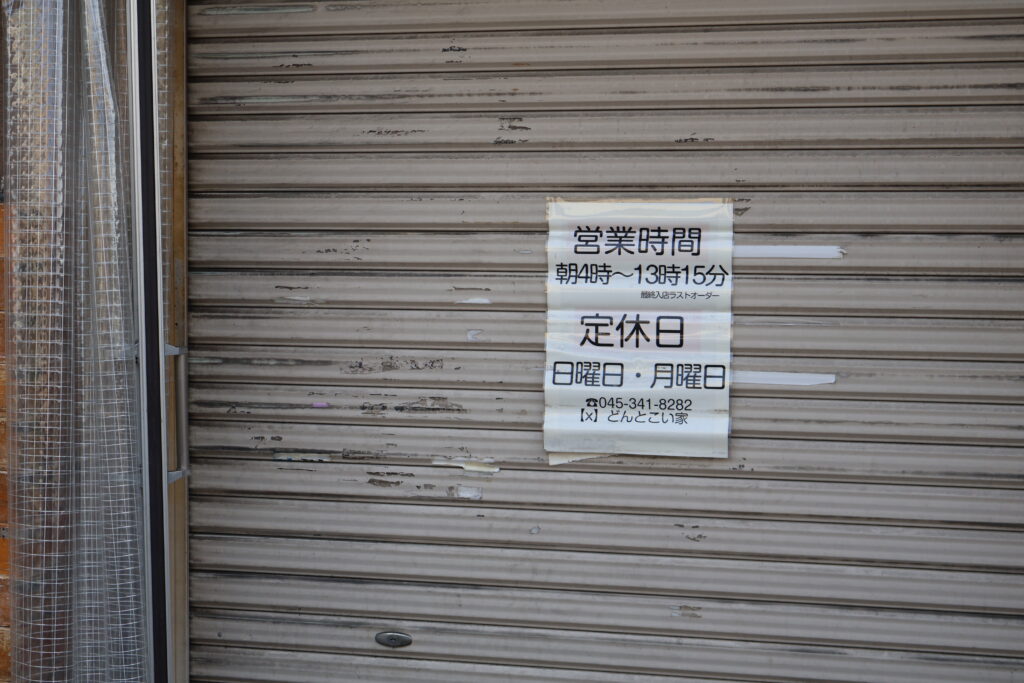 営業時間
朝4時～13時15分
最終入店ラストオーダー
定休日
日曜日・月曜日
☎045-341-8282
【X】どんとこい家